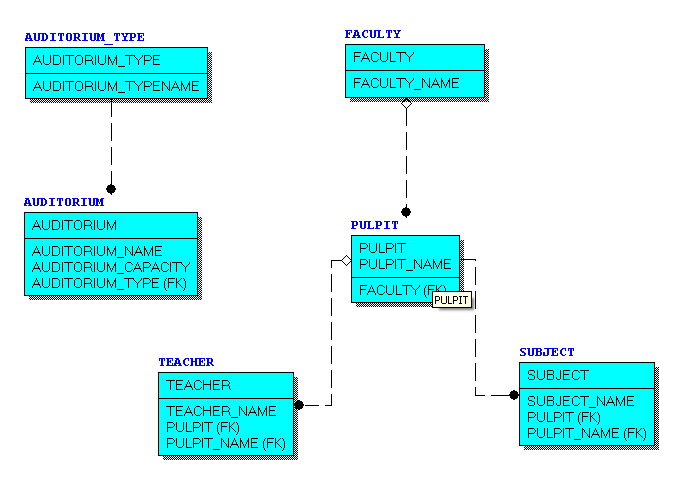 AUDITORIUM_TYPE
AUDITORIUM_TYPE
AUDITORIUM_TYPENAME
FACULTY
FACULTY
FACULTY_NAME
AUDITORIUM
AUDITORIUM
AUDITORIUM_NAME
AUDITORIUM_CAPACITY
AUDITORIUM_TYPE (FK)
PULPIT
PULPIT
PULPIT_NAME
FACULTY (FK)
PULPIT
TEACHER
TEACHER
TEACHER_NAME
PULPIT (FK)
PULPIT_NAME (FK)
SUBJECT
SUBJECT
SUBJECT_NAME
PULPIT (FK)
PULPIT_NAME (FK)